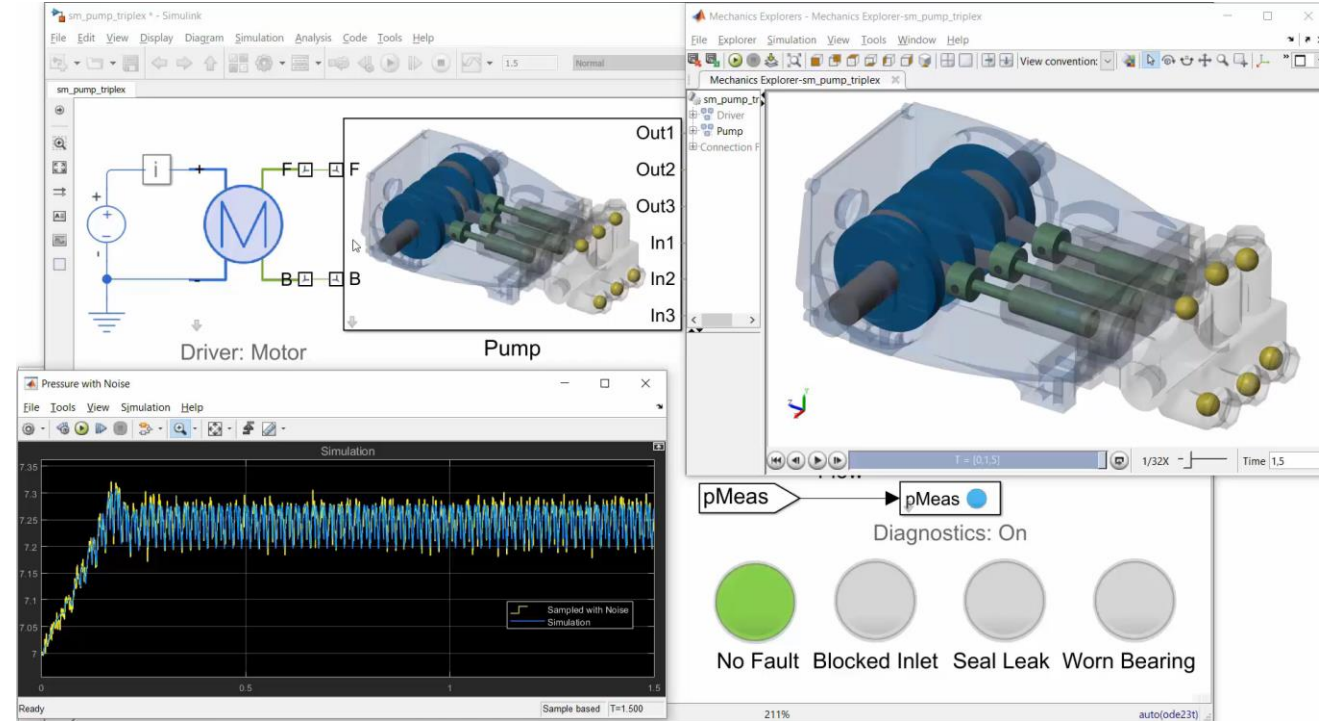 sm_pump_triplex * - Simulink
File Edit View Display Diagram Simulation Analysis Code Tools Help
1.5 Normal
sm_pump_triplex
i
+
+
+
-
-
-
M
F F
B B
Out1
Out2
Out3
In1
In2
In3
Driver: Motor
Pump
Mechanics Explorers - Mechanics Explorer-sm_pump_triplex
File Explorer Simulation View Tools Window Help
View convention:
Mechanics Explorer-sm_pump_triplex
sm_pump_tr
Driver
Pump
Connection F
T = [0,1,5] 1/32X Time 1,5
Pressure with Noise
File Tools View Simulation Help
Simulation
7.35
7.3
7.25
7.2
7.15
7.1
7.05
7
0 0.5 1 1.5
Sampled with Noise
Simulation
Ready Sample based T=1.500
pMeas pMeas
Diagnostics: On
No Fault Blocked Inlet Seal Leak Worn Bearing
211% auto(ode23t)